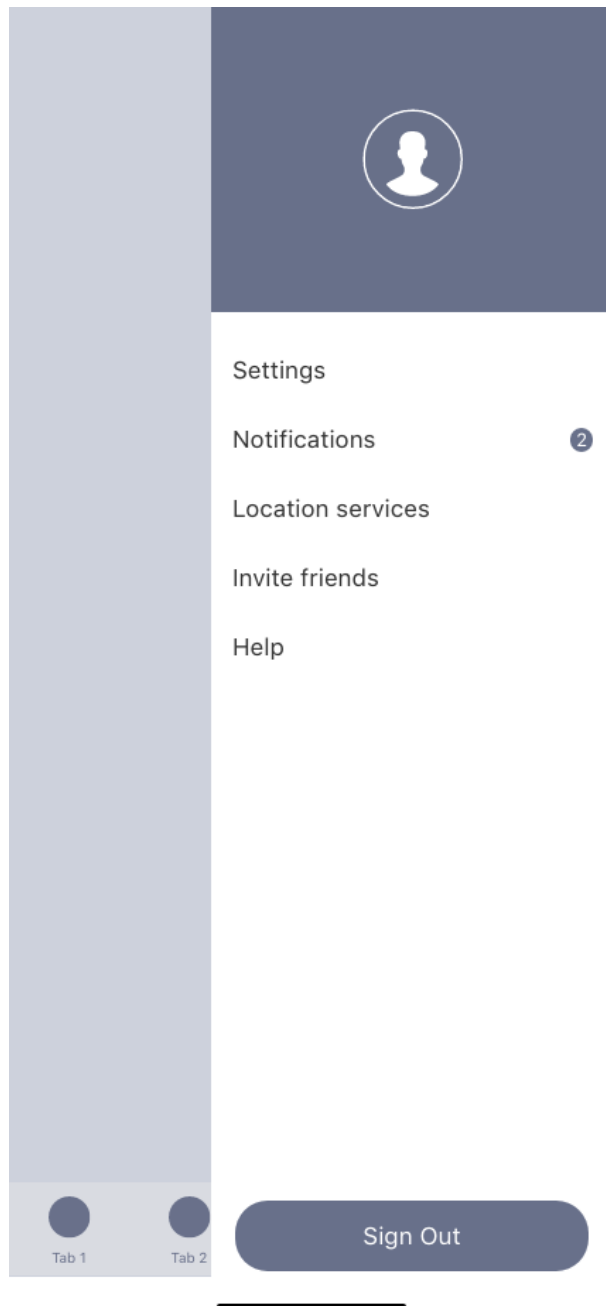 Settings
Notifications 2
Location services
Invite friends
Help
Sign Out
Tab 1 Tab 2